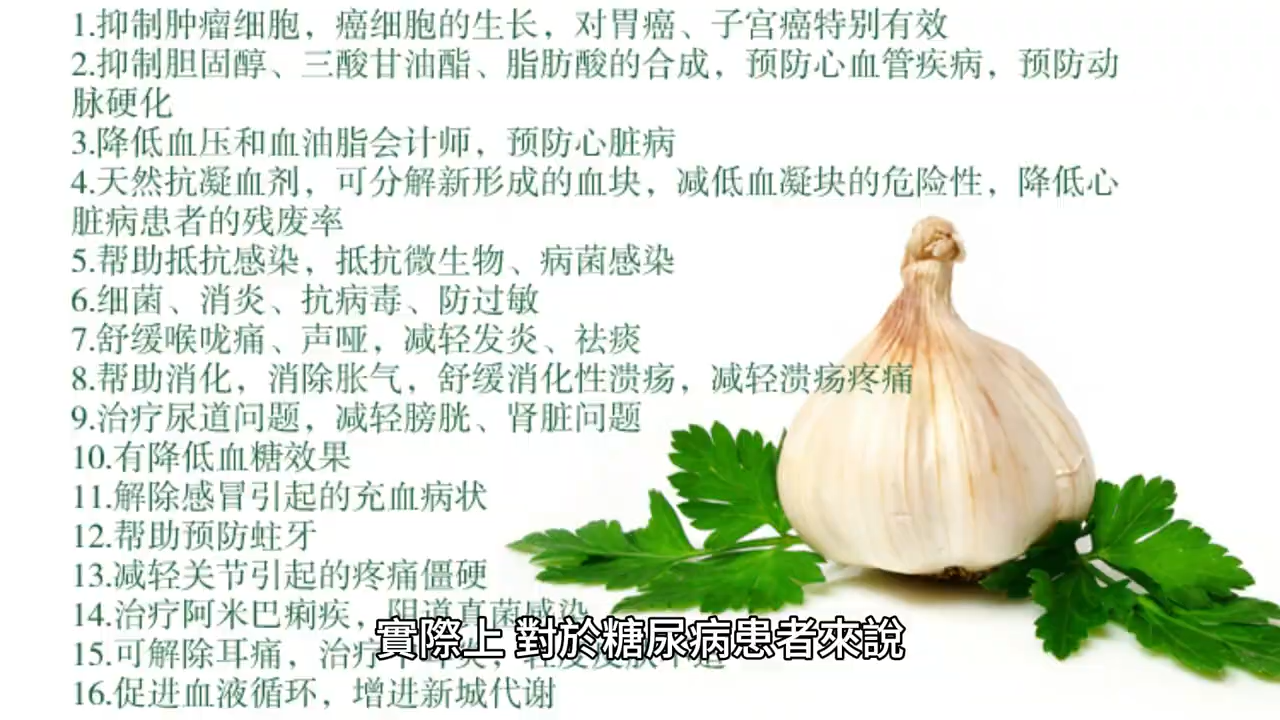 1.抑制肿瘤细胞，癌细胞的生长，对胃癌、子宫癌特别有效
2.抑制胆固醇、三酸甘油酯、脂肪酸的合成，预防心血管疾病，预防动
脉硬化
3.降低血压和血油脂会计师，预防心脏病
4.天然抗凝血剂，可分解新形成的血块，减低血凝块的危险性，降低心
脏病患者的残废率
5.帮助抵抗感染，抵抗微生物、病菌感染
6.细菌、消炎、抗病毒、防过敏
7.舒缓喉咙痛、声哑，减轻发炎、祛痰
8.帮助消化，消除胀气，舒缓消化性溃疡，减轻溃疡疼痛
9.治疗尿道问题，减轻膀胱、肾脏问题
10.有降低血糖效果
11.解除感冒引起的充血病状
12.帮助预防蛀牙
13.减轻关节引起的疼痛僵硬
14.治疗阿米巴痢疾，阴道真菌感染
15.可解除耳痛，治疗
實際上 對於糖尿病患者來說
16.促进血液循环，增进新城代谢